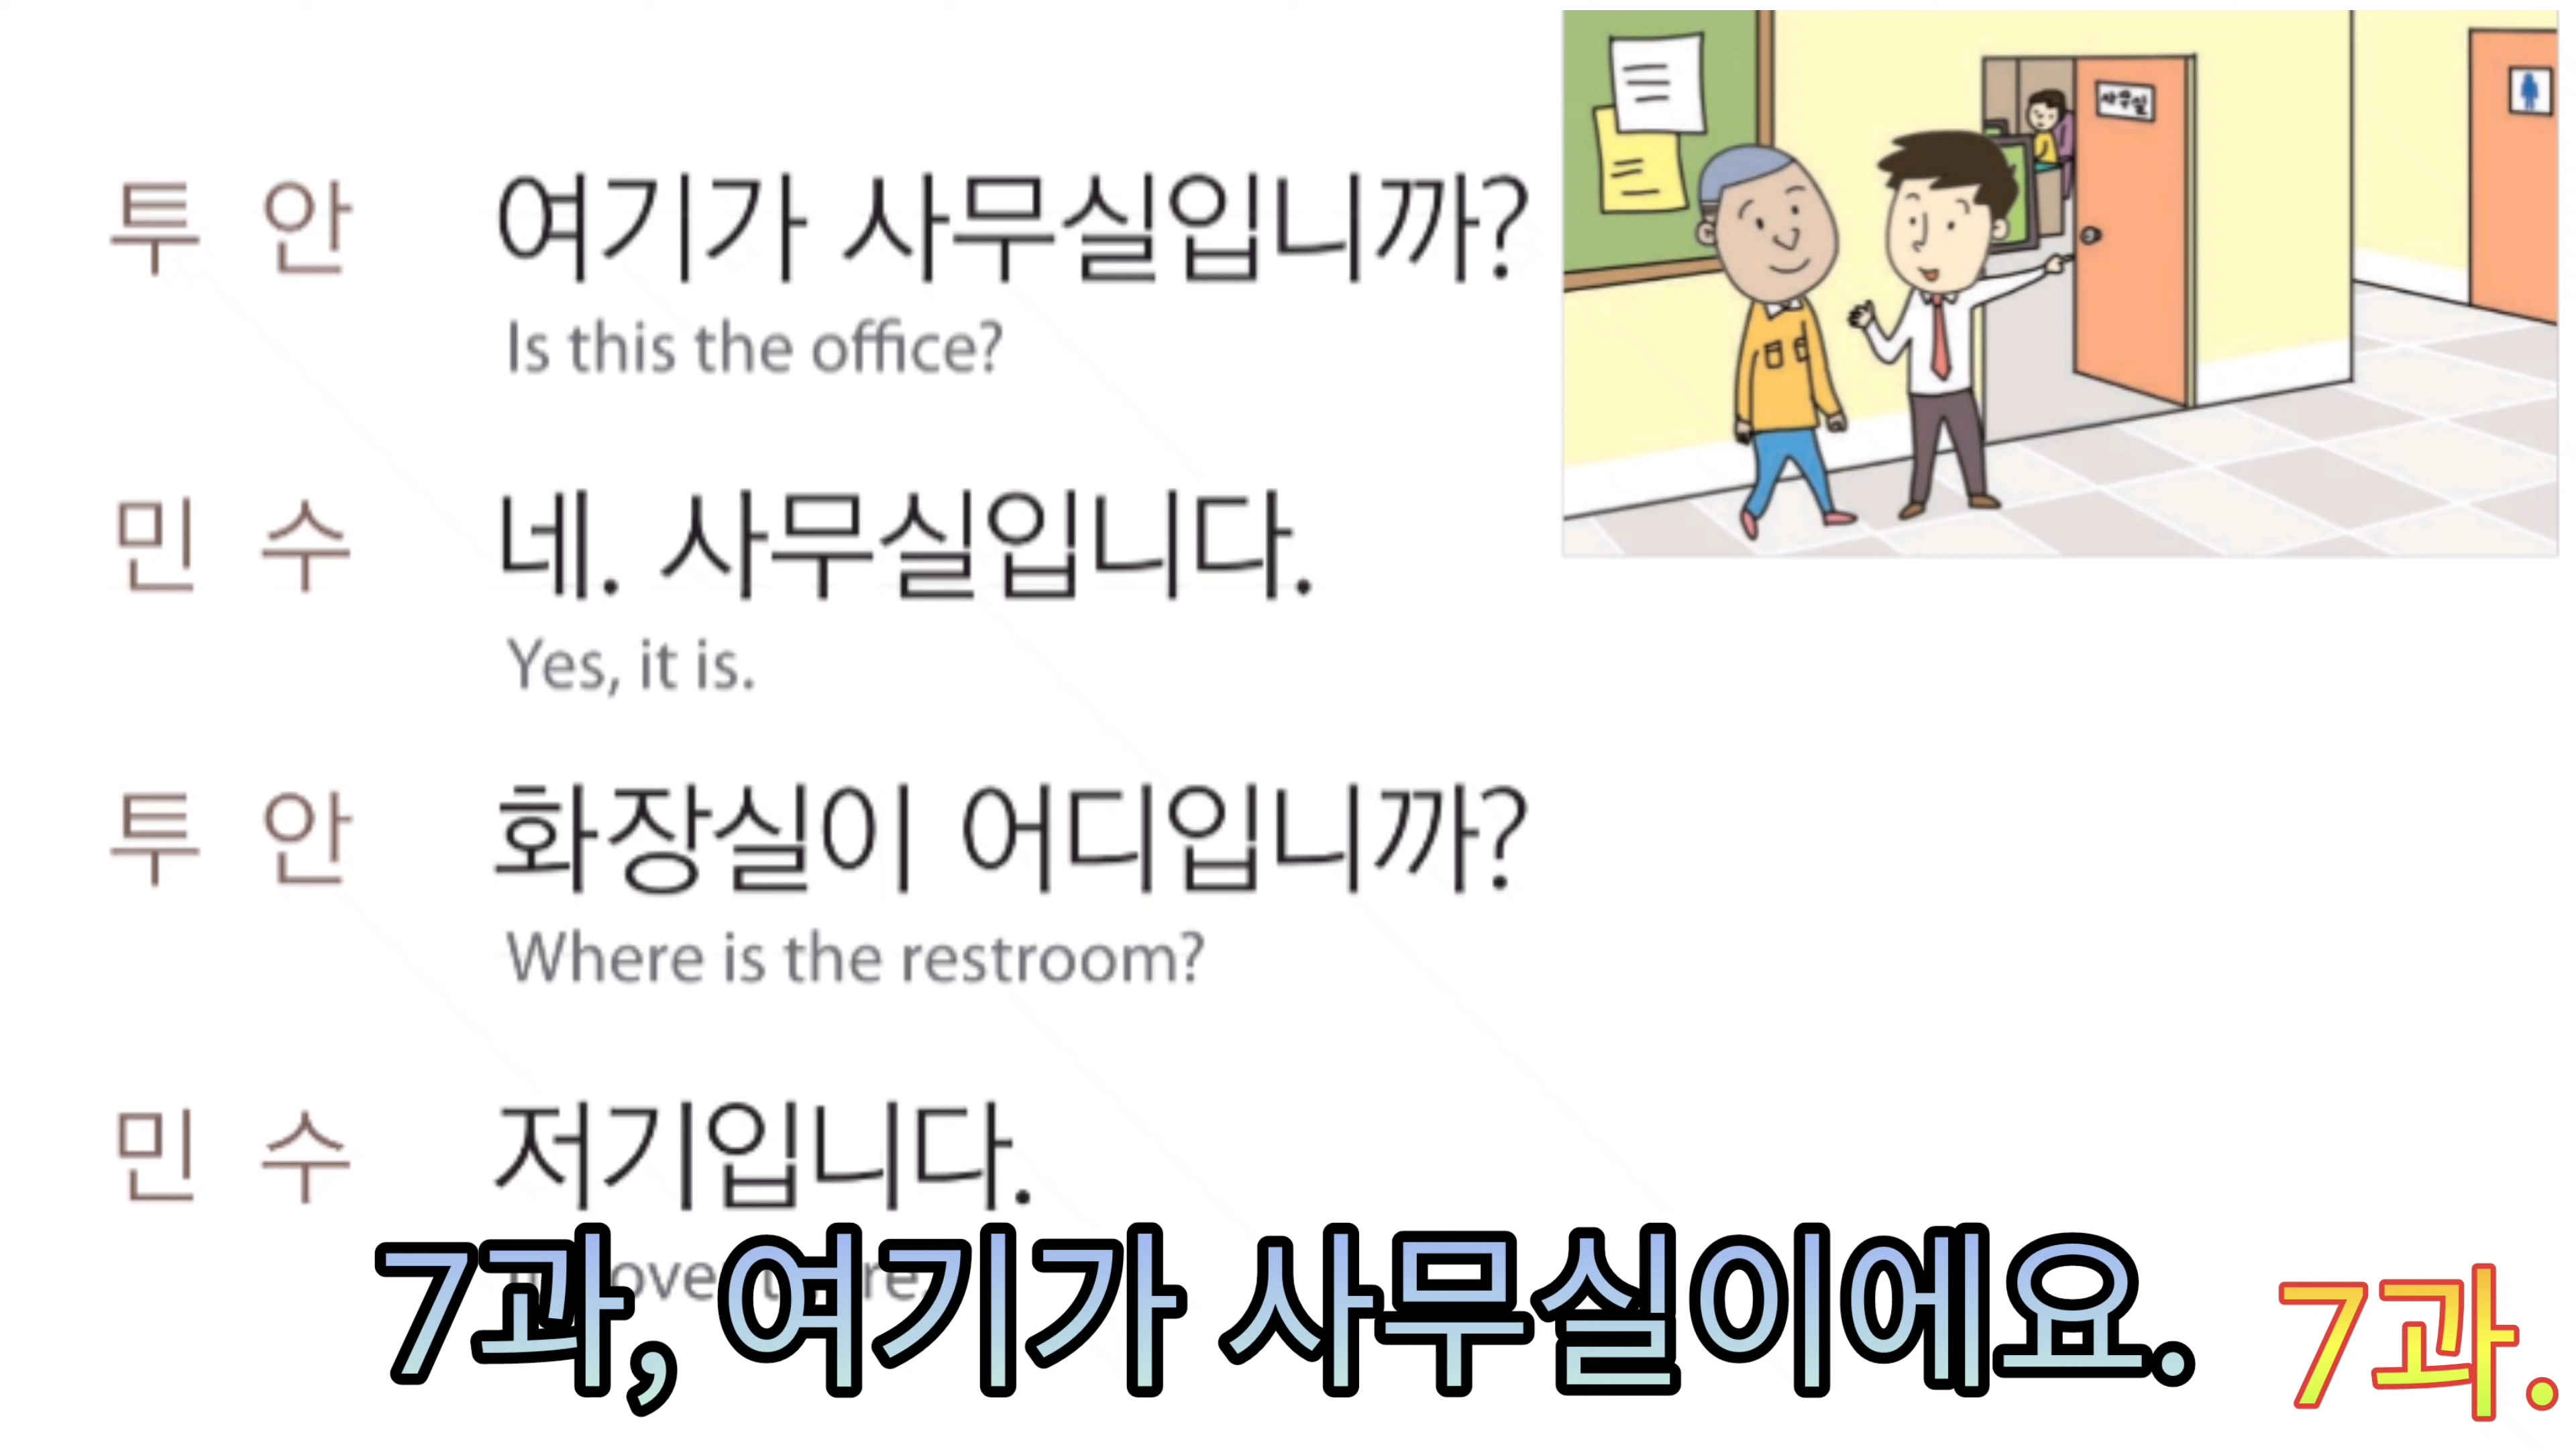 투 안 여기가 사무실입니까?
Is this the office?
민 수 네. 사무실입니다.
Yes, it is.
투 안 화장실이 어디입니까?
Where is the restroom?
민 수 저기입니다.
7과, 여기가 사무실이에요.
7과.
사무실